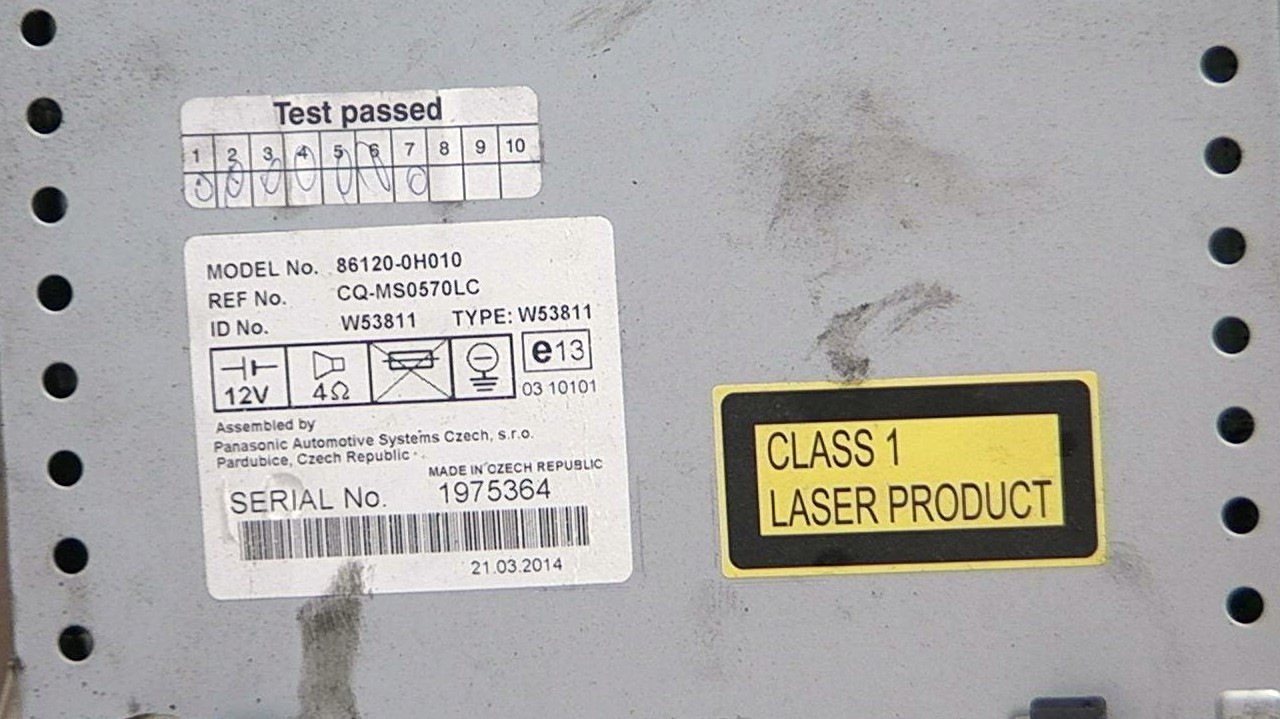 Test passed
1 2 3 4 5 6 7 8 9 10
MODEL No. 86120-0H010
REF No. CQ-MS0570LC
ID No. W53811 TYPE: W53811
12V 4Ω e13
03 10101
Assembled by
Panasonic Automotive Systems Czech, s.r.o.
Pardubice, Czech Republic
MADE IN CZECH REPUBLIC
SERIAL No. 1975364
21.03.2014
CLASS 1
LASER PRODUCT